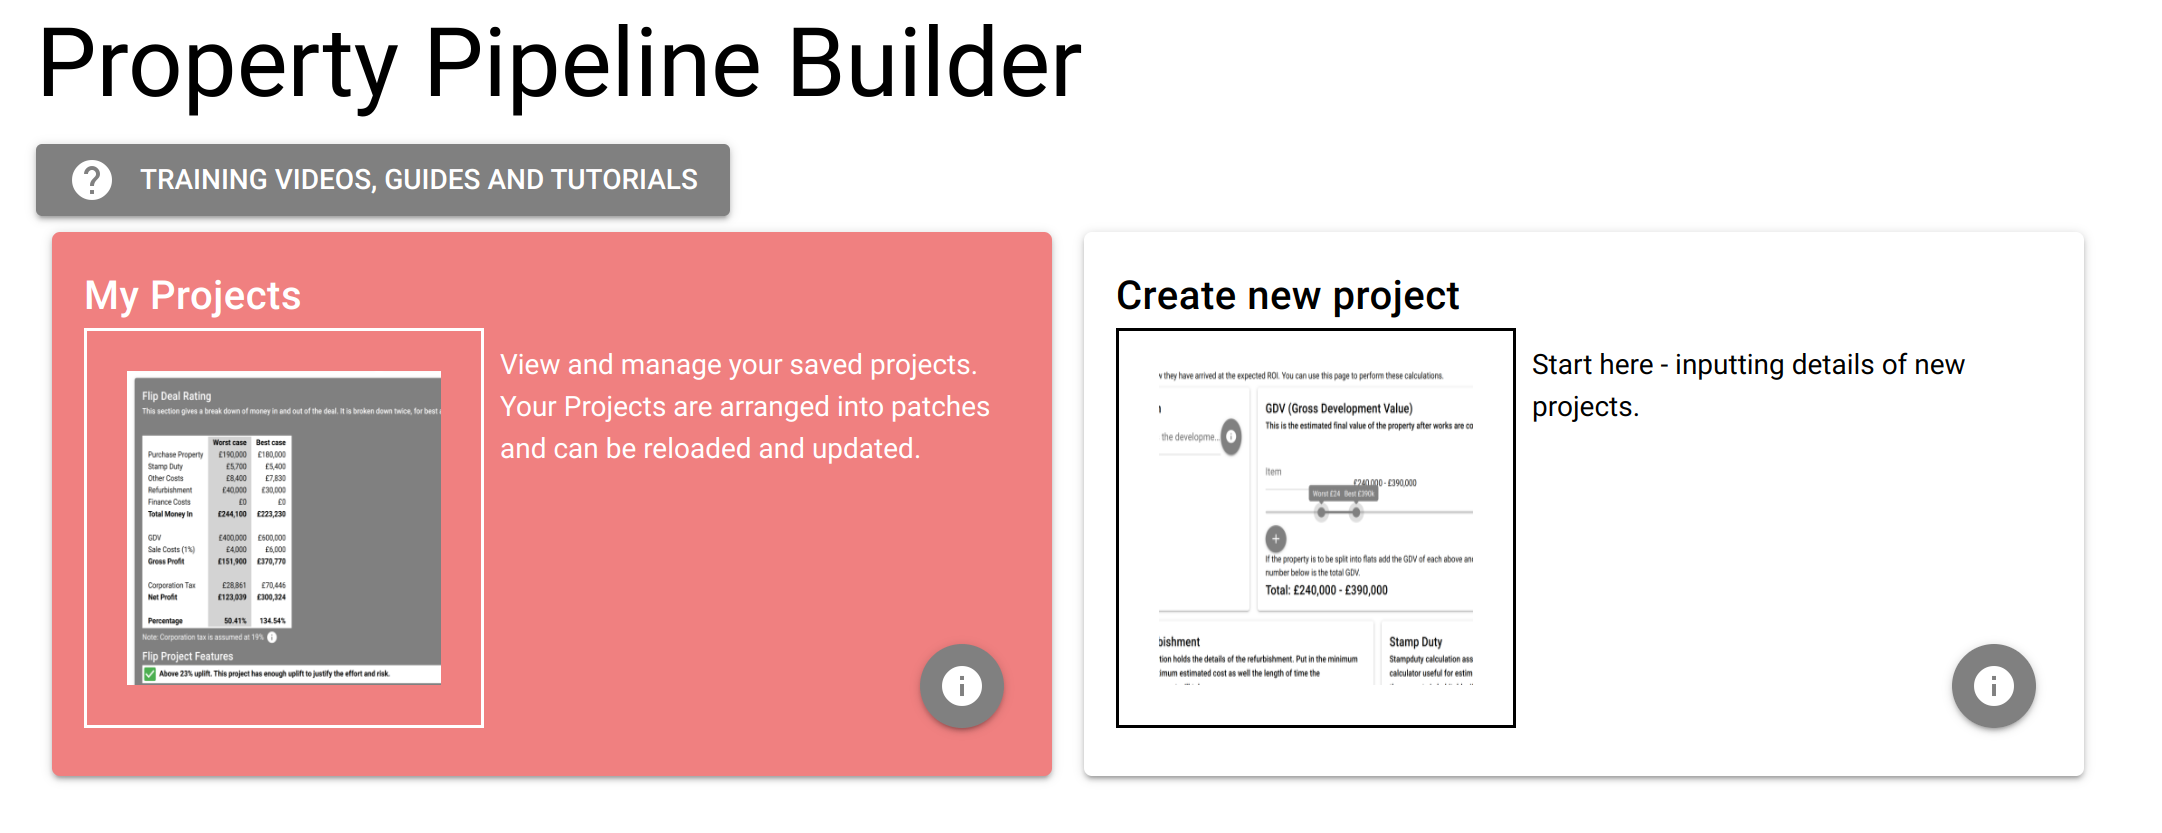 Property Pipeline Builder
TRAINING VIDEOS, GUIDES AND TUTORIALS
My Projects
Flip Deal Rating
This section gives a break down of money in and out of the deal. It is broken down twice, for best
Worst case Best case
Purchase Property £190,000 £180,000
Stamp Duty £5,700 £5,400
Other Costs £8,400 £7,830
Refurbishment £40,000 £30,000
Finance Costs £0 £0
Total Money In £244,100 £223,230
GDV £400,000 £600,000
Sale Costs (1%) £4,000 £6,000
Gross Profit £151,900 £370,770
Corporation Tax £28,861 £70,446
Net Profit £123,039 £300,324
Percentage 50.41% 134.54%
Note: Corporation tax is assumed at 19%
Flip Project Features
Above 23% uplift. This project has enough uplift to justify the effort and risk.
View and manage your saved projects.
Your Projects are arranged into patches
and can be reloaded and updated.
Create new project
they have arrived at the expected ROI. You can use this page to perform these calculations.
the developme...
GDV (Gross Development Value)
This is the estimated final value of the property after works are co
Item
£240,000 - £390,000
Worst £24 Best £390k
If the property is to be split into flats add the GDV of each above an
number below is the total GDV.
Total: £240,000 - £390,000
bishment
tion holds the details of the refurbishment. Put in the minimum
imum estimated cost as well the length of time the
Stamp Duty
Stampduty calculation ass
calculator useful for estim
Start here - inputting details of new
projects.